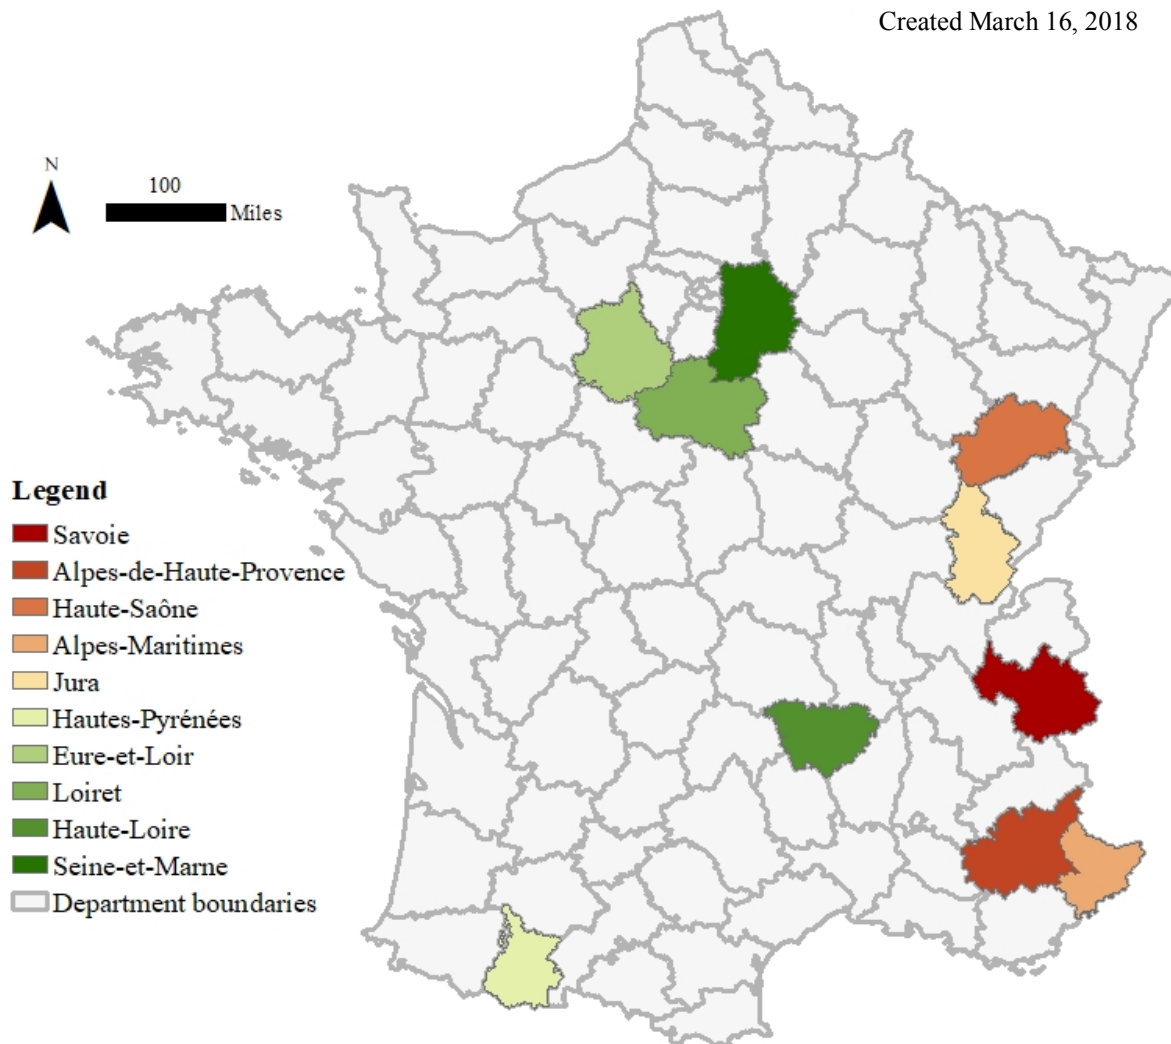 Created March 16, 2018
N
100
Miles
Legend
Savoie
Alpes-de-Haute-Provence
Haute-Saône
Alpes-Maritimes
Jura
Hautes-Pyrénées
Eure-et-Loir
Loiret
Haute-Loire
Seine-et-Marne
Department boundaries